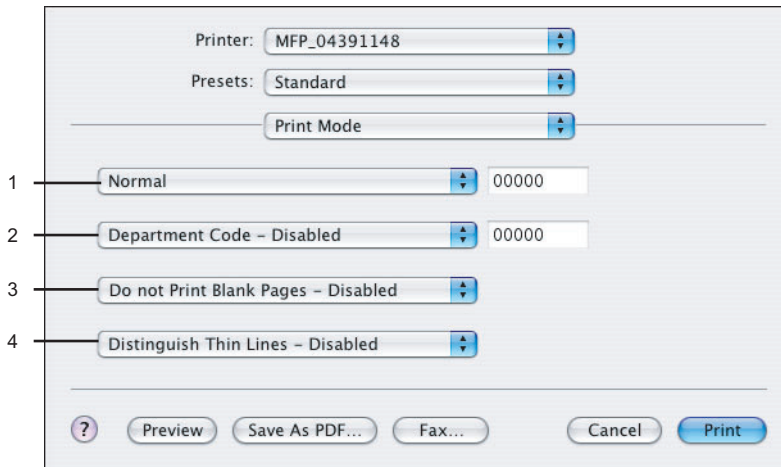 Printer: MFP_04391148
Presets: Standard
Print Mode
1 Normal 00000
2 Department Code – Disabled 00000
3 Do not Print Blank Pages – Disabled
4 Distinguish Thin Lines – Disabled
? Preview Save As PDF... Fax... Cancel Print